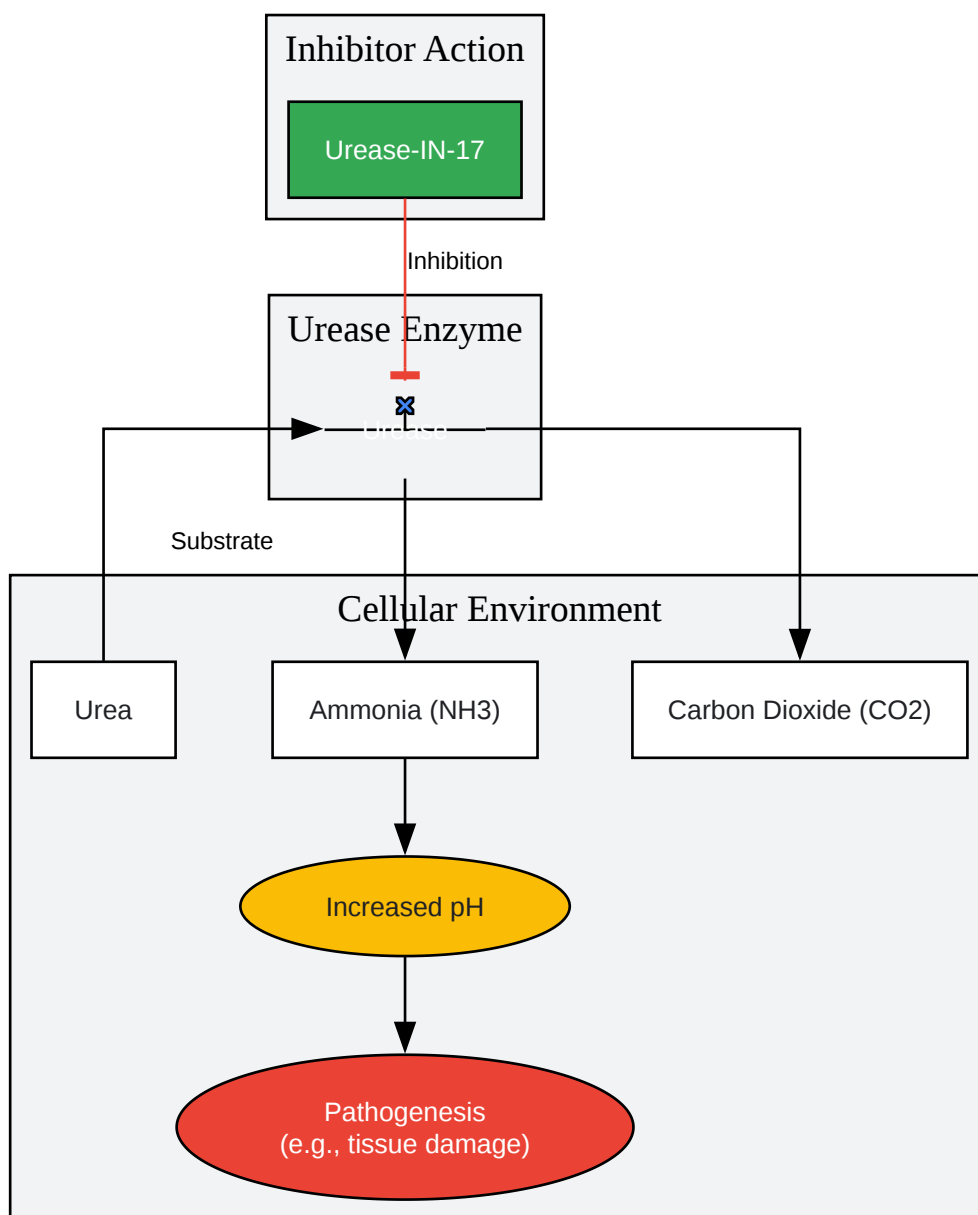 Inhibitor Action
Urease-IN-17
Inhibition
Urease Enzyme
Urease
Substrate
Cellular Environment
Urea
Ammonia (NH3)
Carbon Dioxide (CO2)
Increased pH
Pathogenesis
(e.g., tissue damage)